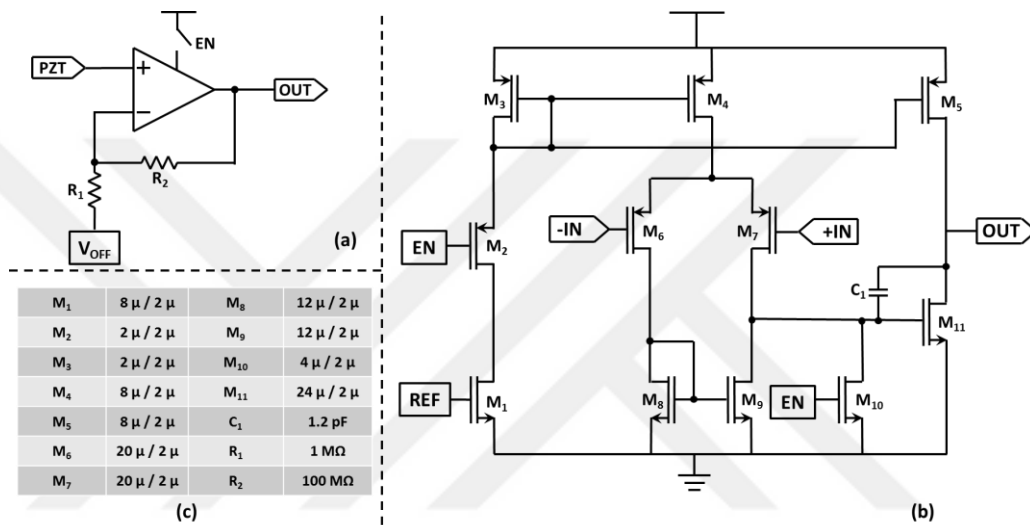 EN
PZT
+
−
OUT
R₂
R₁
V_OFF
(a)
M₃
M₄
M₅
EN
M₂
-IN
M₆
M₇
+IN
OUT
C₁
M₁₁
REF
M₁
M₈
M₉
EN
M₁₀
(b)
M₁ 8 µ / 2 µ M₈ 12 µ / 2 µ
M₂ 2 µ / 2 µ M₉ 12 µ / 2 µ
M₃ 2 µ / 2 µ M₁₀ 4 µ / 2 µ
M₄ 8 µ / 2 µ M₁₁ 24 µ / 2 µ
M₅ 8 µ / 2 µ C₁ 1.2 pF
M₆ 20 µ / 2 µ R₁ 1 MΩ
M₇ 20 µ / 2 µ R₂ 100 MΩ
(c)